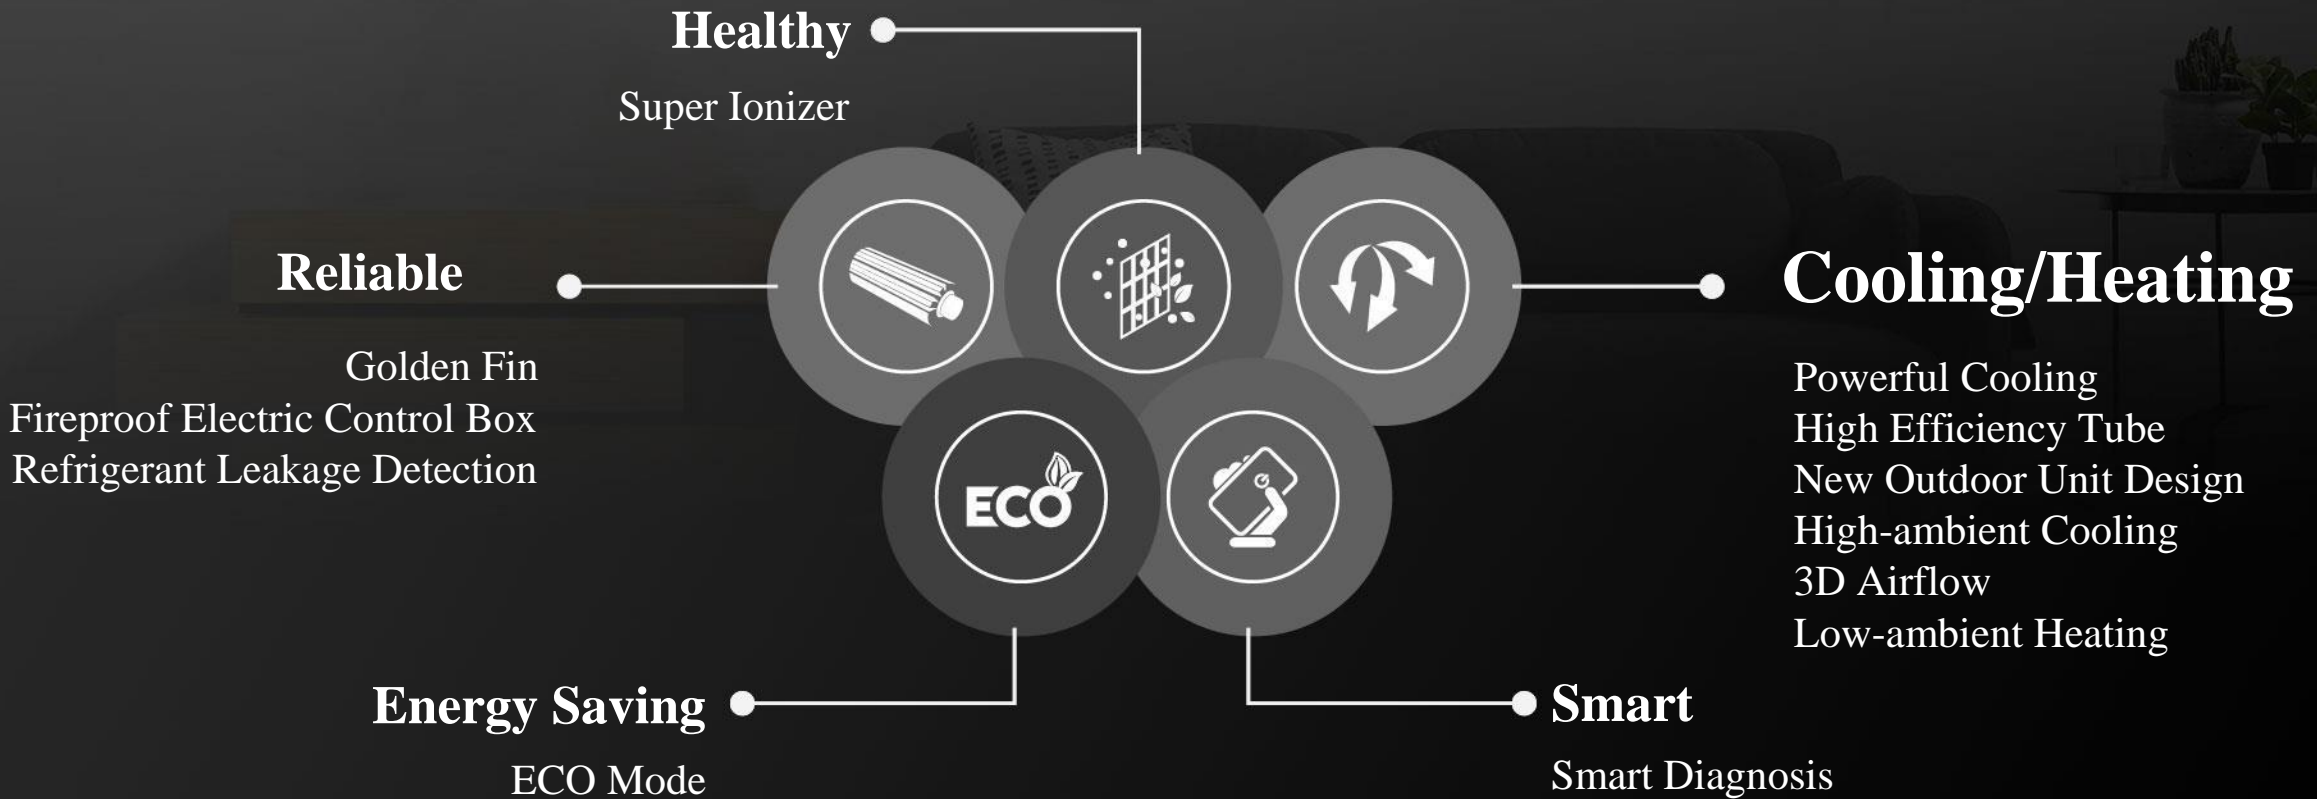 Healthy
Super Ionizer
Reliable
Golden Fin
Fireproof Electric Control Box
Refrigerant Leakage Detection
Cooling/Heating
Powerful Cooling
High Efficiency Tube
New Outdoor Unit Design
High-ambient Cooling
3D Airflow
Low-ambient Heating
ECO
Energy Saving
ECO Mode
Smart
Smart Diagnosis